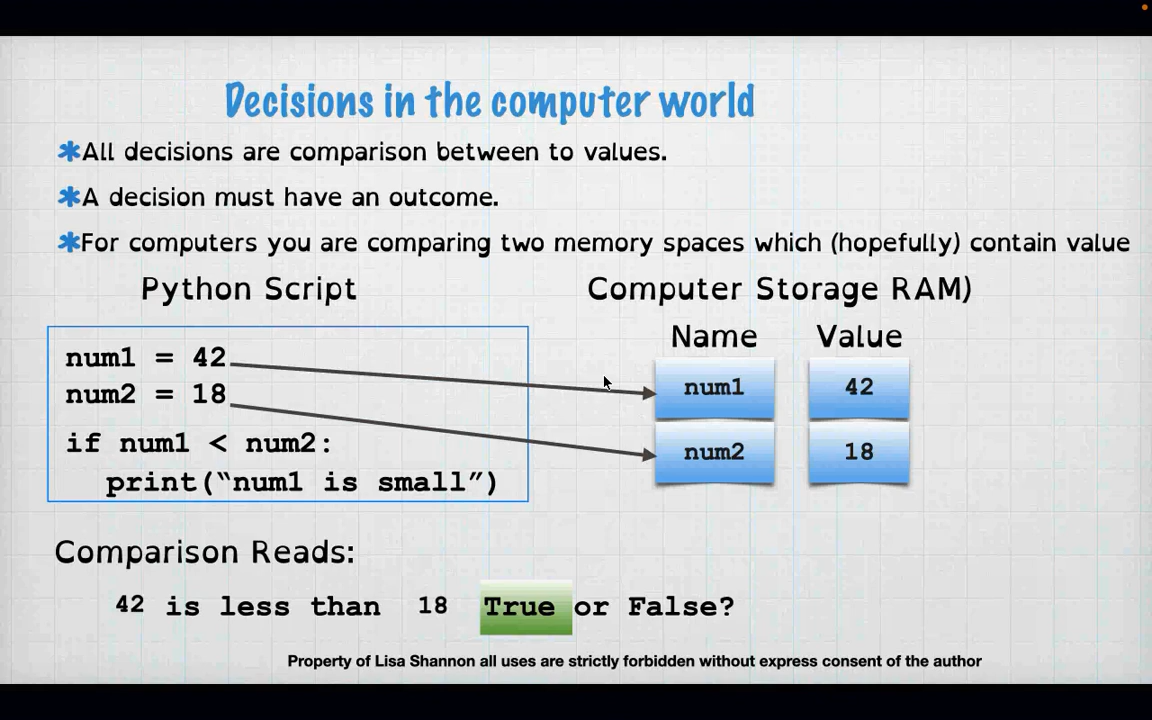 Decisions in the computer world
✱All decisions are comparison between to values.
✱A decision must have an outcome.
✱For computers you are comparing two memory spaces which (hopefully) contain value
Python Script
Computer Storage RAM)
Name Value
num1 = 42
num2 = 18
if num1 < num2:
print(“num1 is small”)
num1 42
num2 18
Comparison Reads:
42 is less than 18 True or False?
Property of Lisa Shannon all uses are strictly forbidden without express consent of the author